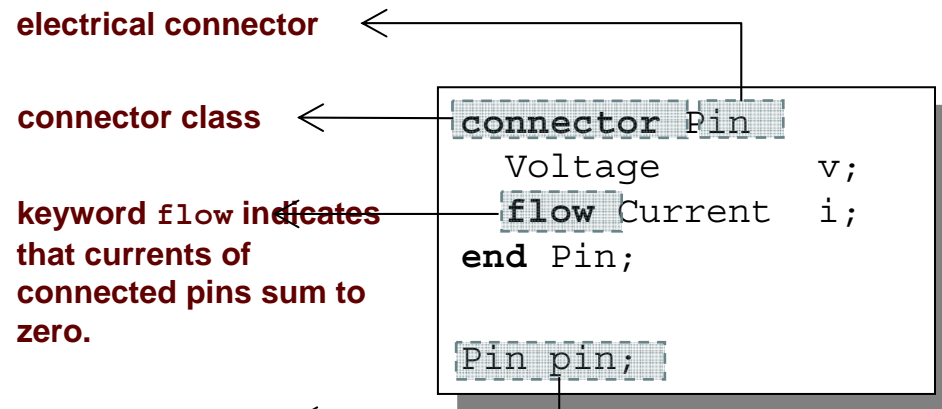 electrical connector
connector class
keyword flow indicates
that currents of
connected pins sum to
zero.
connector Pin
Voltage v;
flow Current i;
end Pin;
Pin pin;